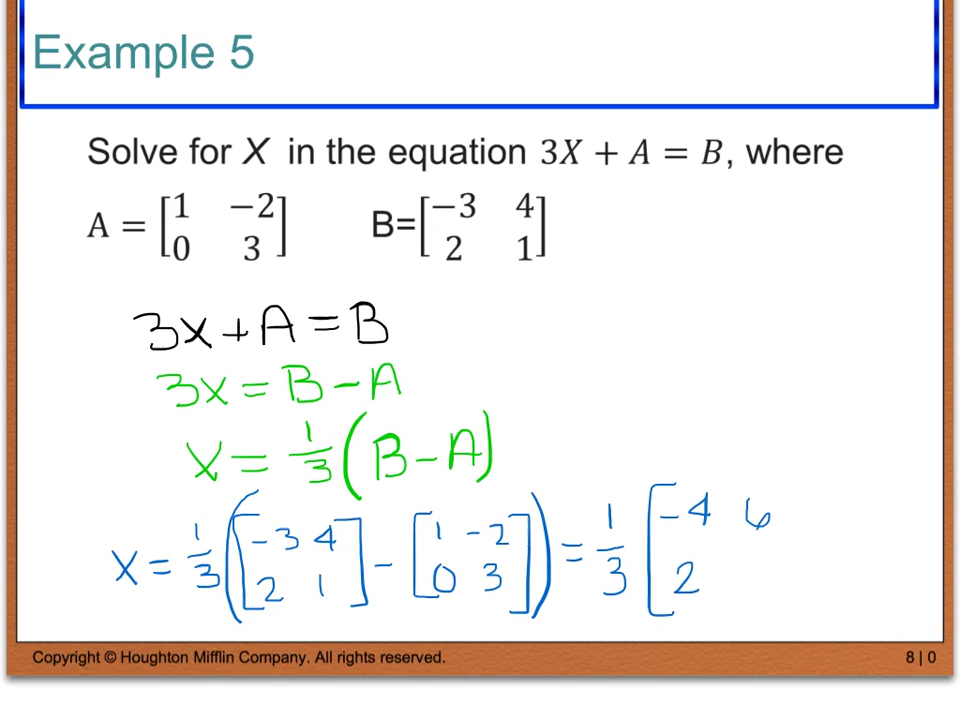 Example 5
Solve for X in the equation 3X + A = B, where
A = [1 −2
0 3] B=[−3 4
2 1]
3x + A = B
3x = B − A
x = 1/3 (B − A)
x = 1/3 ([−3 4
2 1] − [1 −2
0 3]) = 1/3 [−4 6
2
Copyright © Houghton Mifflin Company. All rights reserved. 8 | 0